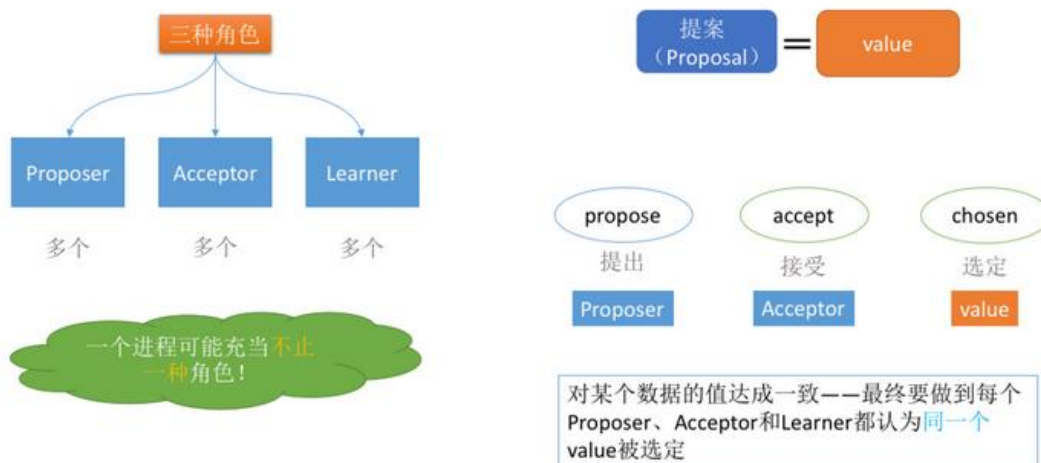 三种角色
Proposer
Acceptor
Learner
多个
多个
多个
一个进程可能充当不止
一种角色！
提案
（Proposal）
=
value
propose
accept
chosen
提出
接受
选定
Proposer
Acceptor
value
对某个数据的值达成一致——最终要做到每个
Proposer、Acceptor和Learner都认为同一个
value被选定